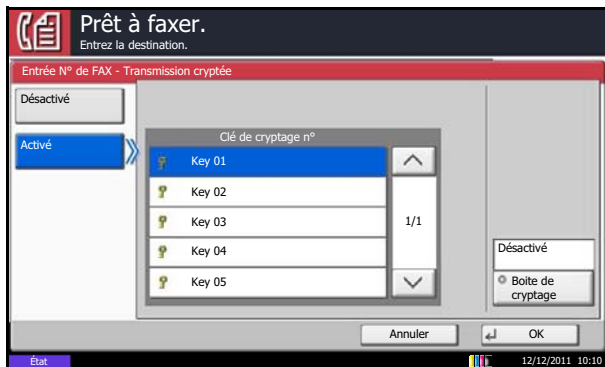 Prêt à faxer.
Entrez la destination.
Entrée N° de FAX - Transmission cryptée
Désactivé
Activé
Clé de cryptage n°
Key 01
Key 02
Key 03
Key 04
Key 05
1/1
Désactivé
Boite de
cryptage
Annuler
OK
État
12/12/2011 10:10